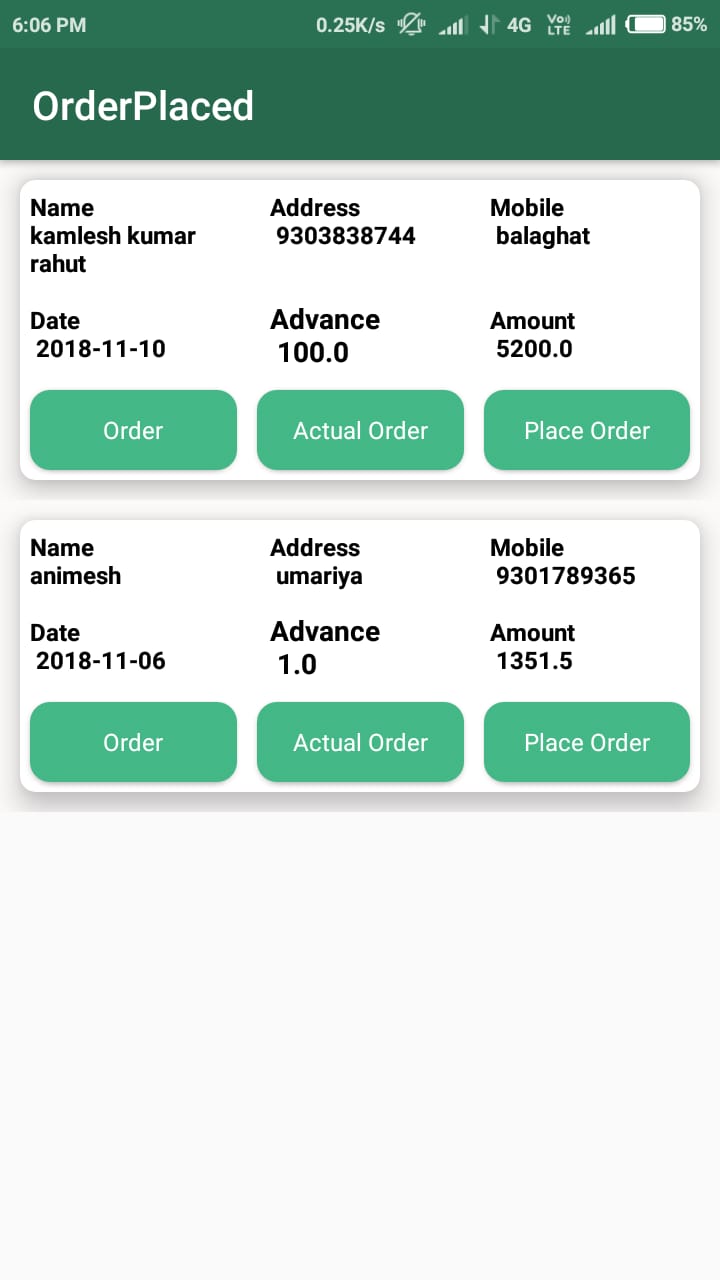 6:06 PM 0.25K/s 4G Vo)) LTE 85%
OrderPlaced
Name Address Mobile
kamlesh kumar 9303838744 balaghat
rahut
Date Advance Amount
2018-11-10 100.0 5200.0
Order Actual Order Place Order
Name Address Mobile
animesh umariya 9301789365
Date Advance Amount
2018-11-06 1.0 1351.5
Order Actual Order Place Order